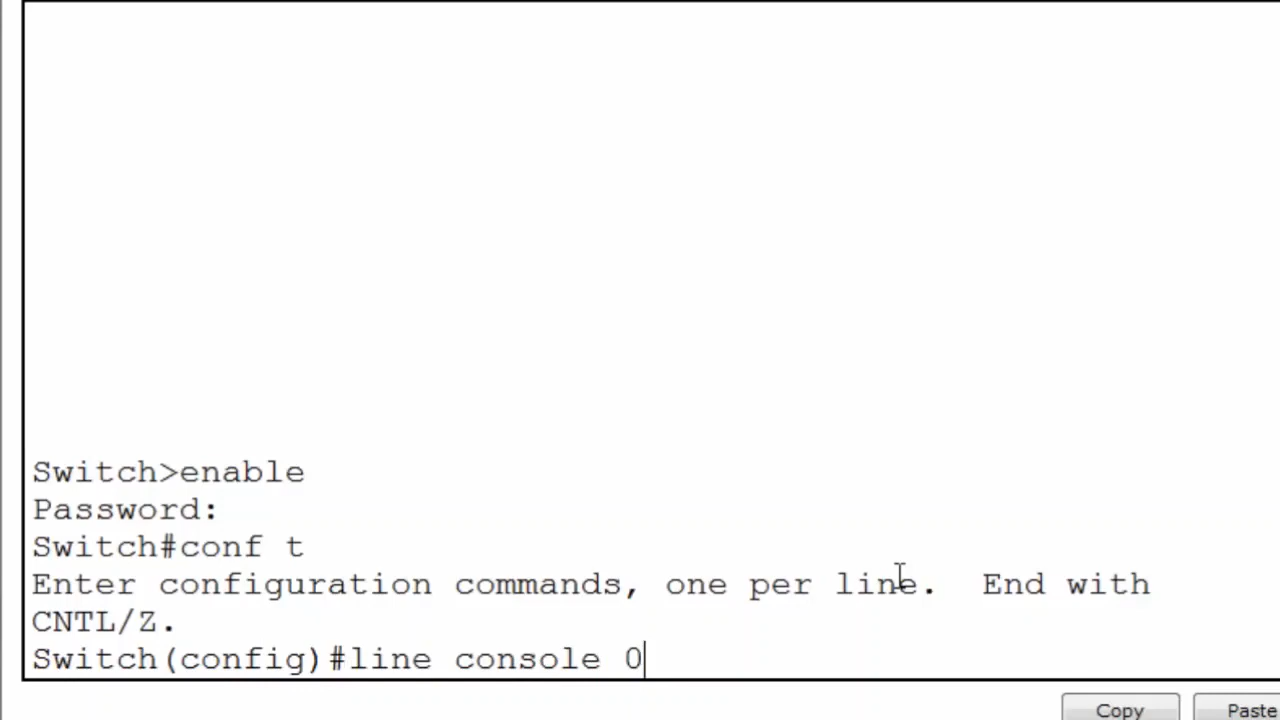 Switch>enable
Password:
Switch#conf t
Enter configuration commands, one per line.  End with
CNTL/Z.
Switch(config)#line console 0
Copy
Paste